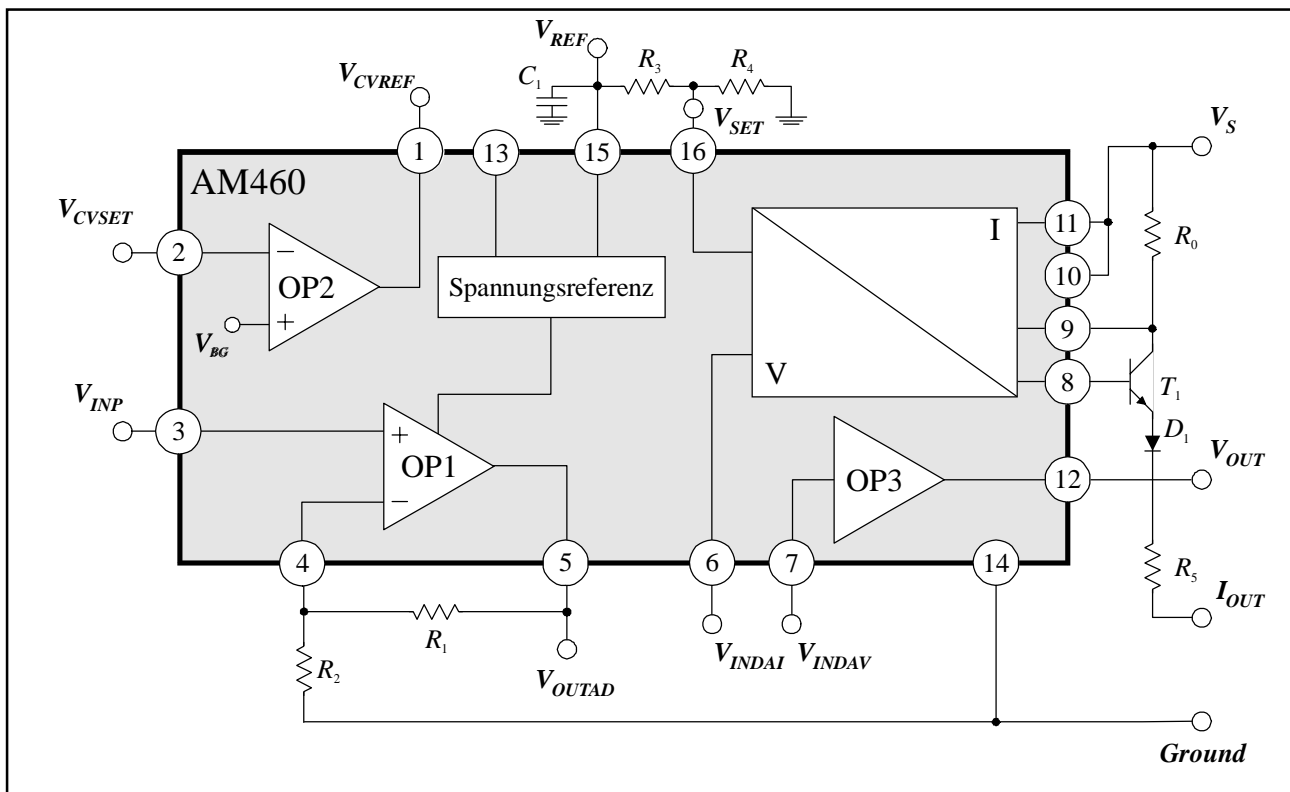 V_REF
R_3
R_4
C_1
V_CVREF
V_SET
V_S
1
13
15
16
AM460
V_CVSET
2
−
OP2
+
V_BG
Spannungsreferenz
I
11
10
R_0
9
V
8
T_1
D_1
V_INP
3
+
OP1
−
OP3
12
V_OUT
4
5
6
7
14
R_5
I_OUT
R_1
R_2
V_OUTAD
V_INDAI
V_INDAV
Ground